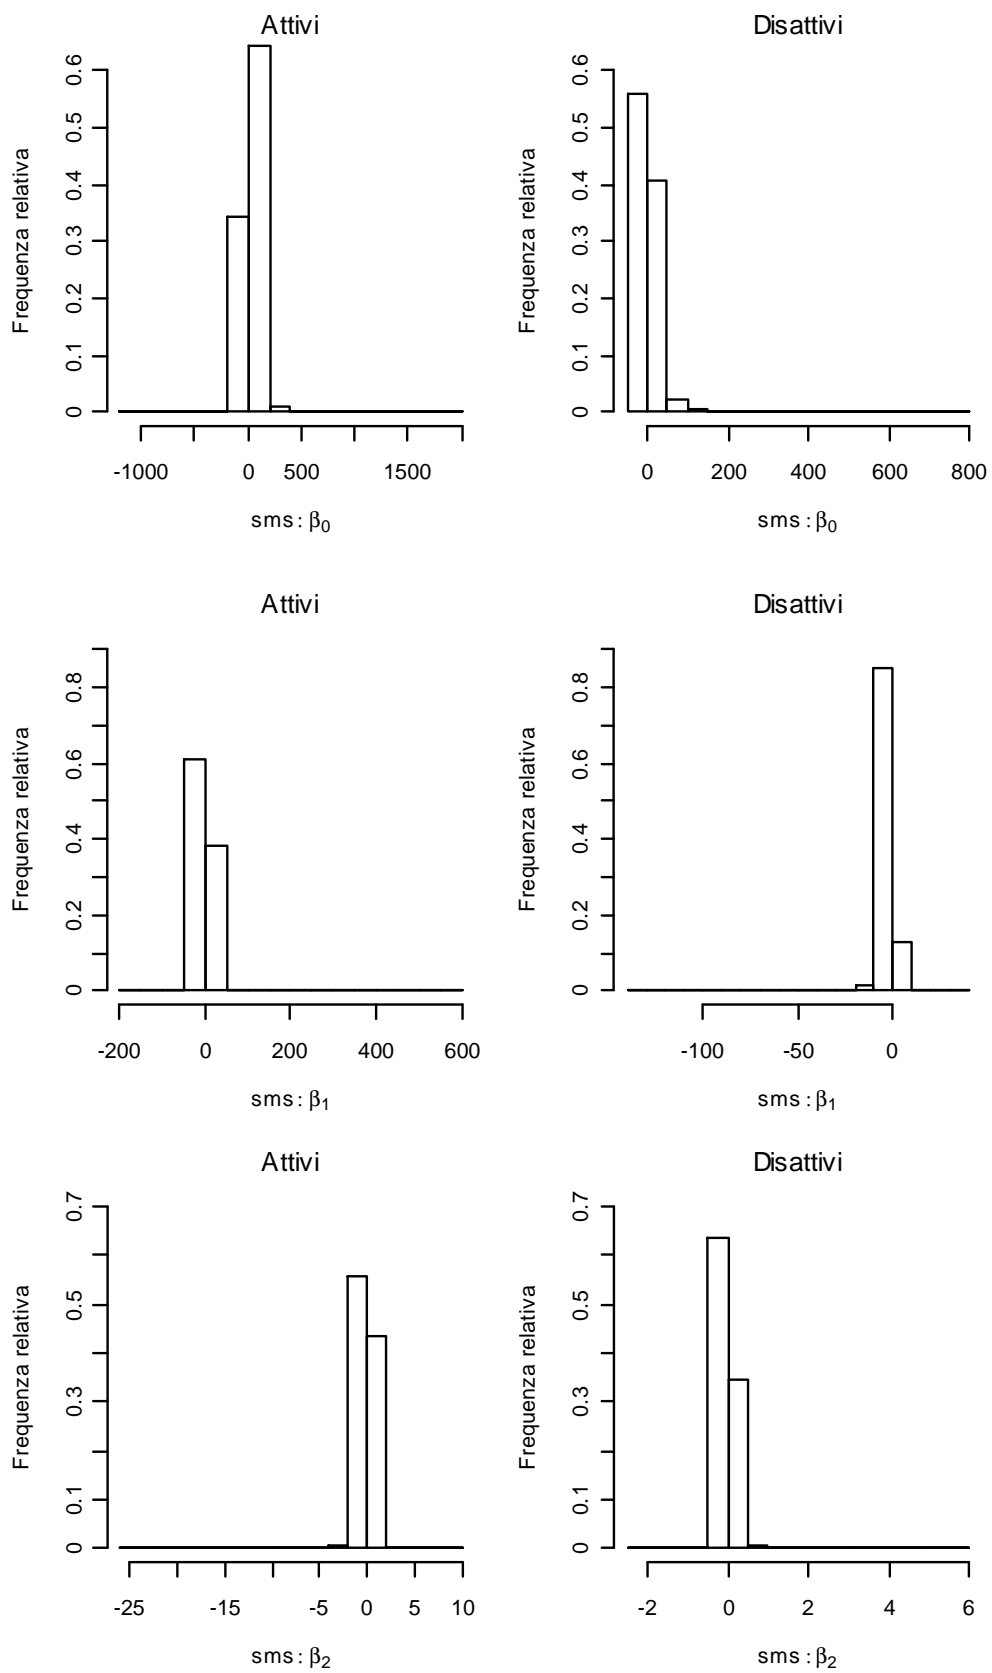 Attivi
Disattivi
Frequenza relativa
0 0.1 0.2 0.3 0.4 0.5 0.6
-1000 0 500 1500
sms : β0
Frequenza relativa
0 0.1 0.2 0.3 0.4 0.5 0.6
0 200 400 600 800
sms : β0
Attivi
Disattivi
Frequenza relativa
0 0.2 0.4 0.6 0.8
-200 0 200 400 600
sms : β1
Frequenza relativa
0 0.2 0.4 0.6 0.8
-100 -50 0
sms : β1
Attivi
Disattivi
Frequenza relativa
0 0.1 0.3 0.5 0.7
-25 -15 -5 0 5 10
sms : β2
Frequenza relativa
0 0.1 0.3 0.5 0.7
-2 0 2 4 6
sms : β2